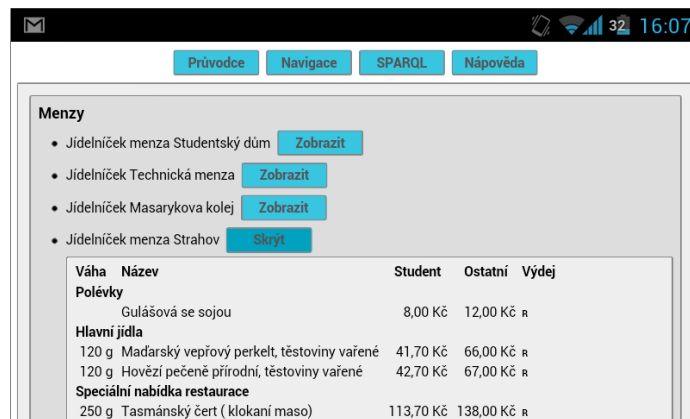 32 16:07
Průvodce Navigace SPARQL Nápověda
Menzy
Jídelníček menza Studentský dům Zobrazit
Jídelníček Technická menza Zobrazit
Jídelníček Masarykova kolej Zobrazit
Jídelníček menza Strahov Skrýt
Váha Název Student Ostatní Výdej
Polévky
Gulášová se sojou 8,00 Kč 12,00 Kč R
Hlavní jídla
120 g Maďarský vepřový perkelt, těstoviny vařené 41,70 Kč 66,00 Kč R
120 g Hovězí pečeně přírodní, těstoviny vařené 42,70 Kč 67,00 Kč R
Speciální nabídka restaurace
250 g Tasmánský čert ( klokaní maso) 113,70 Kč 138,00 Kč R